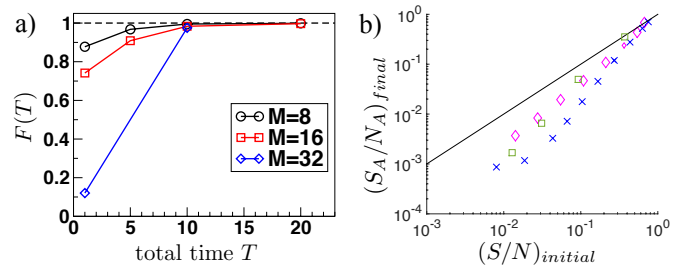 a)
F(T)
1
0.8
0.6
0.4
0.2
0
0
5
10
15
20
M=8
M=16
M=32
total time T
b)
(S_A/N_A)_{final}
10^0
10^{-1}
10^{-2}
10^{-3}
10^{-4}
10^{-3}
10^{-2}
10^{-1}
10^0
(S/N)_{initial}